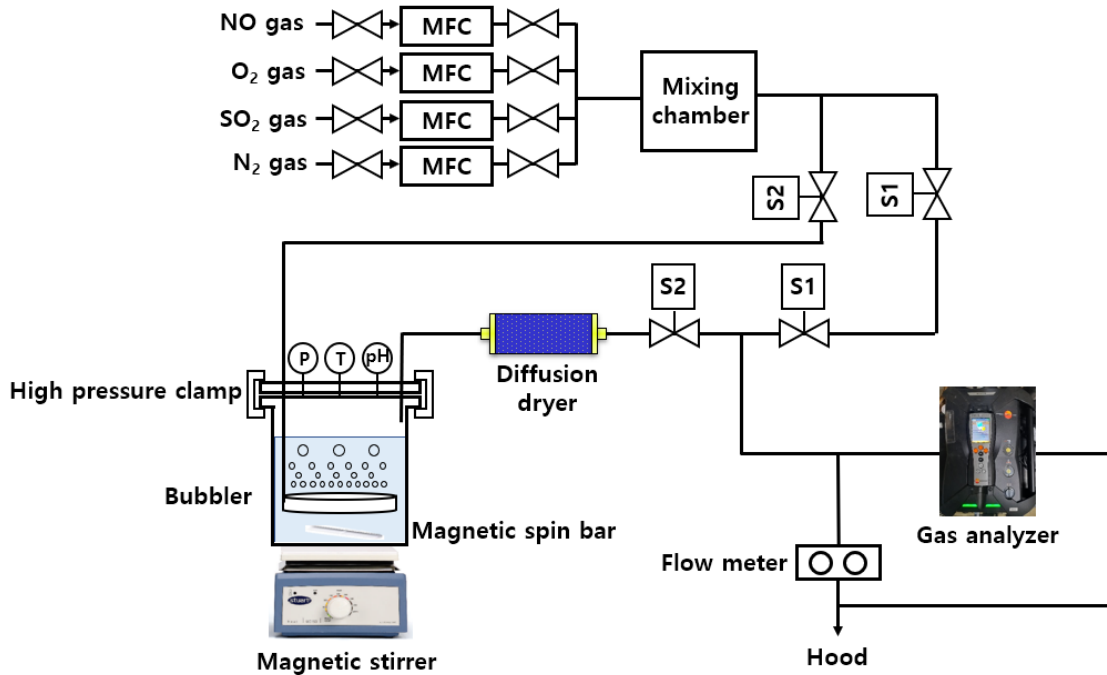 NO gas
MFC
O₂ gas
MFC
SO₂ gas
MFC
N₂ gas
MFC
Mixing
chamber
S2
S1
S2
S1
P
T
pH
High pressure clamp
Diffusion
dryer
Bubbler
Magnetic spin bar
Gas analyzer
Flow meter
Magnetic stirrer
Hood